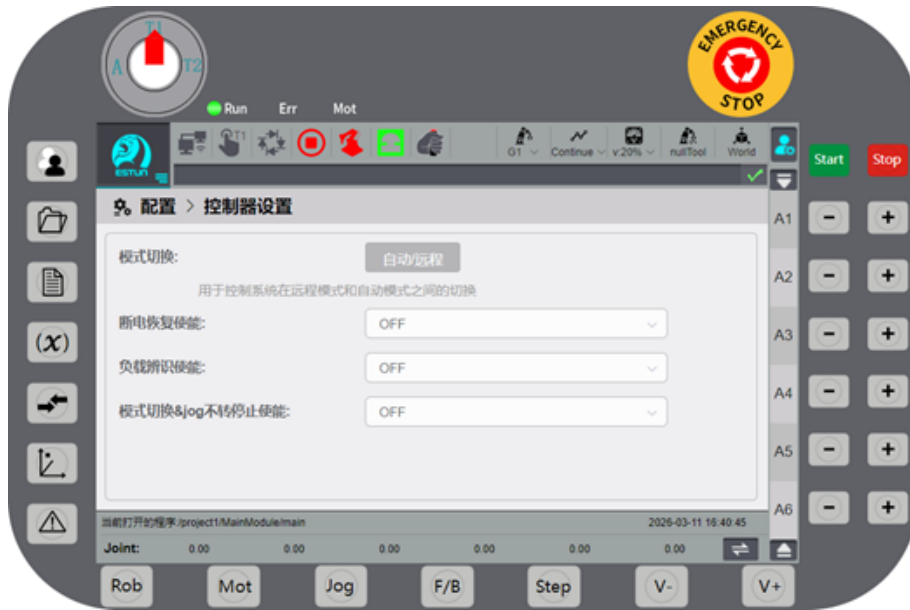 T1
A
T2
EMERGENCY
STOP
Run Err Mot
ESTUN
T1
G1 Continue v:20% nullTool World
Start Stop
配置 > 控制器设置
A1 - +
模式切换: 自动/远程
用于控制系统在远程模式和自动模式之间的切换
A2 - +
断电恢复使能: OFF
A3 - +
(x)
负载辨识使能: OFF
A4 - +
模式切换&jog不转停止使能: OFF
A5 - +
A6 - +
当前打开的程序:/project1/MainModule/main 2026-03-11 16:40:45
Joint: 0.00 0.00 0.00 0.00 0.00 0.00
Rob Mot Jog F/B Step V- V+